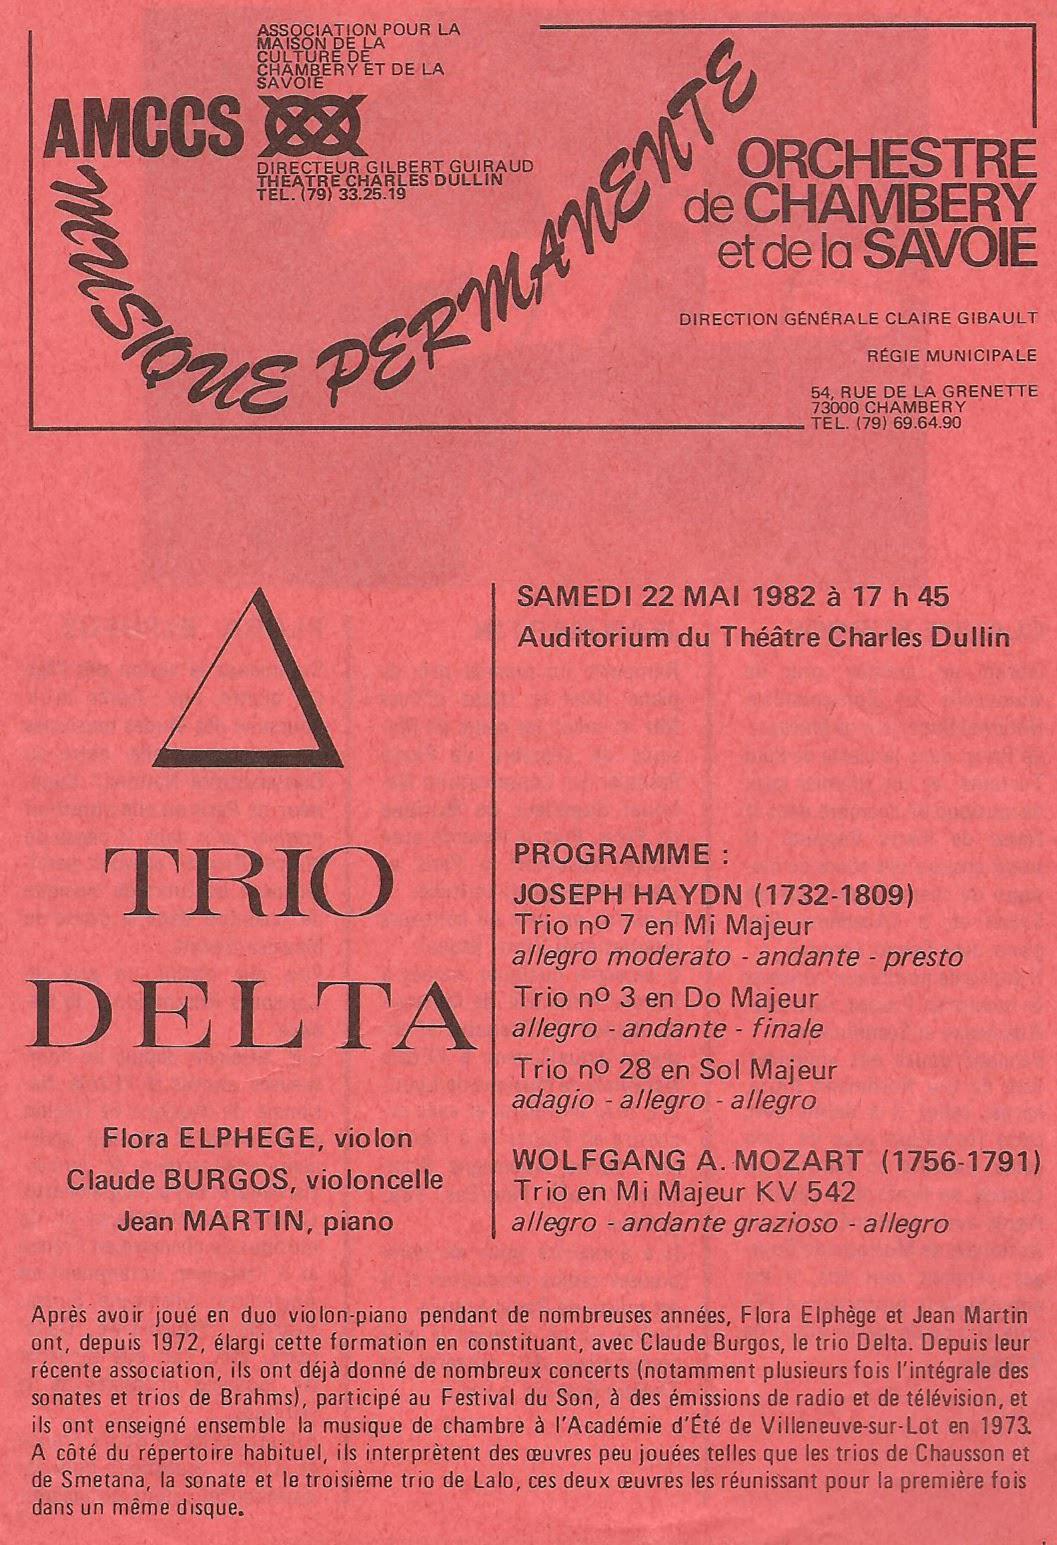 ASSOCIATION POUR LA
MAISON DE LA
CULTURE DE
CHAMBERY ET DE LA
SAVOIE
AMCCS
DIRECTEUR GILBERT GUIRAUD
THEATRE CHARLES DULLIN
TEL. (79) 33.25.19
MUSIQUE PERMANENTE
ORCHESTRE
de CHAMBERY
et de la SAVOIE
DIRECTION GÉNÉRALE CLAIRE GIBAULT
RÉGIE MUNICIPALE
54, RUE DE LA GRENETTE
73000 CHAMBERY
TEL. (79) 69.64.90
TRIO
DELTA
Flora ELPHEGE, violon
Claude BURGOS, violoncelle
Jean MARTIN, piano
SAMEDI 22 MAI 1982 à 17 h 45
Auditorium du Théâtre Charles Dullin
PROGRAMME :
JOSEPH HAYDN (1732-1809)
Trio nº 7 en Mi Majeur
allegro moderato - andante - presto
Trio nº 3 en Do Majeur
allegro - andante - finale
Trio nº 28 en Sol Majeur
adagio - allegro - allegro
WOLFGANG A. MOZART (1756-1791)
Trio en Mi Majeur KV 542
allegro - andante grazioso - allegro
Après avoir joué en duo violon-piano pendant de nombreuses années, Flora Elphège et Jean Martin
ont, depuis 1972, élargi cette formation en constituant, avec Claude Burgos, le trio Delta. Depuis leur
récente association, ils ont déjà donné de nombreux concerts (notamment plusieurs fois l'intégrale des
sonates et trios de Brahms), participé au Festival du Son, à des émissions de radio et de télévision, et
ils ont enseigné ensemble la musique de chambre à l'Académie d'Été de Villeneuve-sur-Lot en 1973.
A côté du répertoire habituel, ils interprètent des œuvres peu jouées telles que les trios de Chausson et
de Smetana, la sonate et le troisième trio de Lalo, ces deux œuvres les réunissant pour la première fois
dans un même disque.